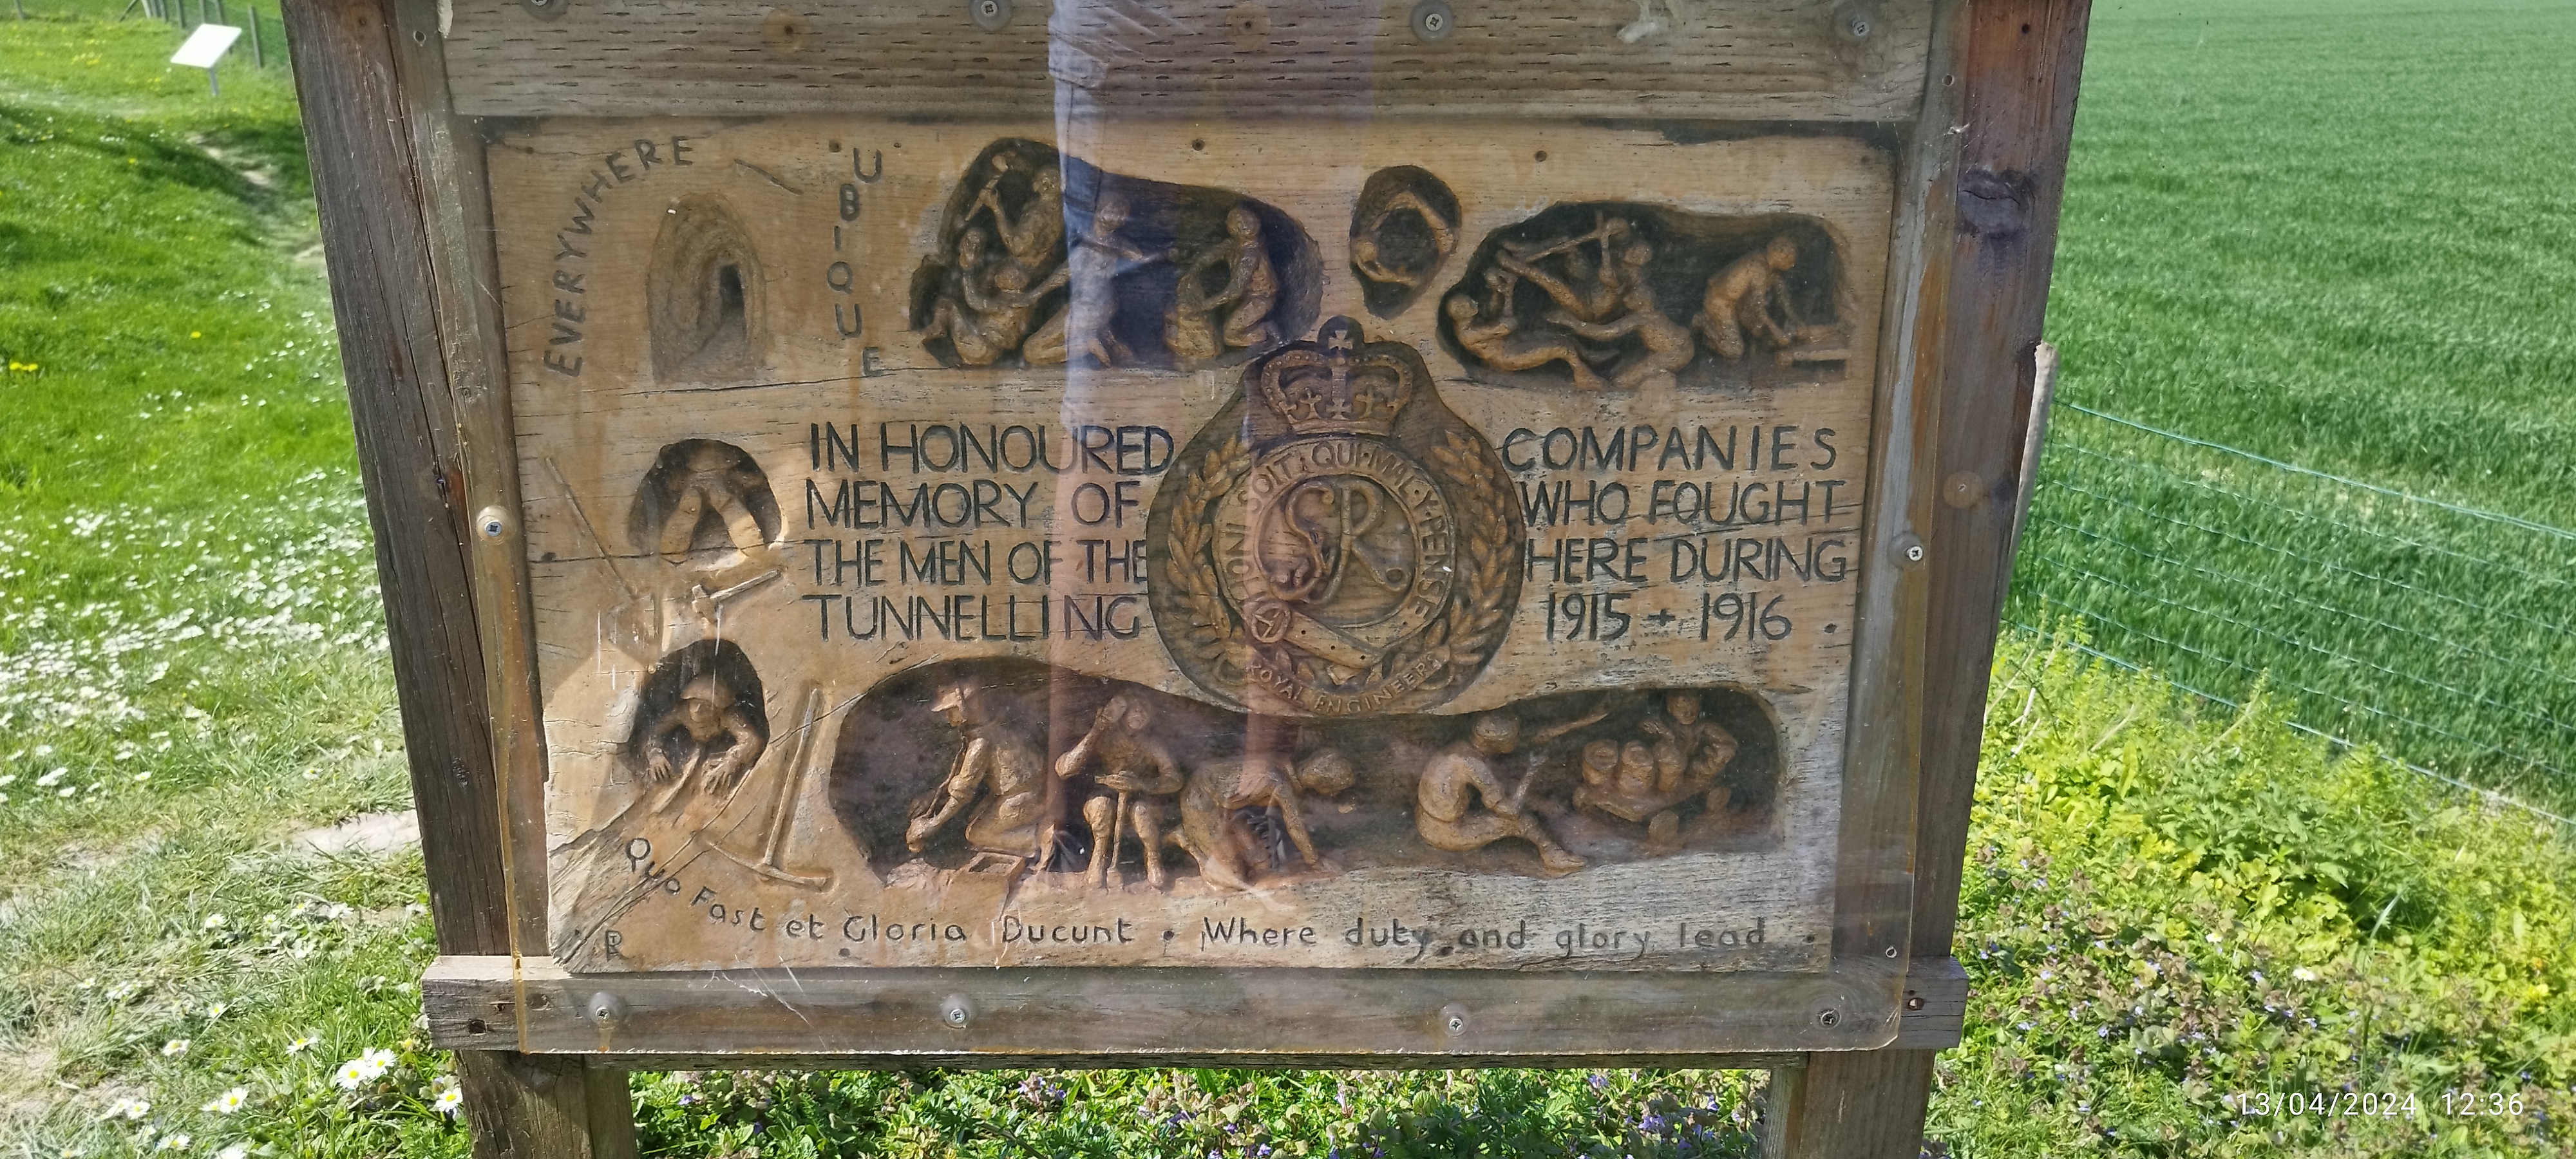 EVERYWHERE
UBIQUE
IN HONOURED
MEMORY OF
THE MEN OF THE
TUNNELLING
HONI·SOIT·QUI·MAL·Y·PENSE
ROYAL ENGINEERS
COMPANIES
WHO FOUGHT
HERE DURING
1915 + 1916 .
Quo Fast et Gloria Ducunt • Where duty and glory lead .
R
13/04/2024 12:36